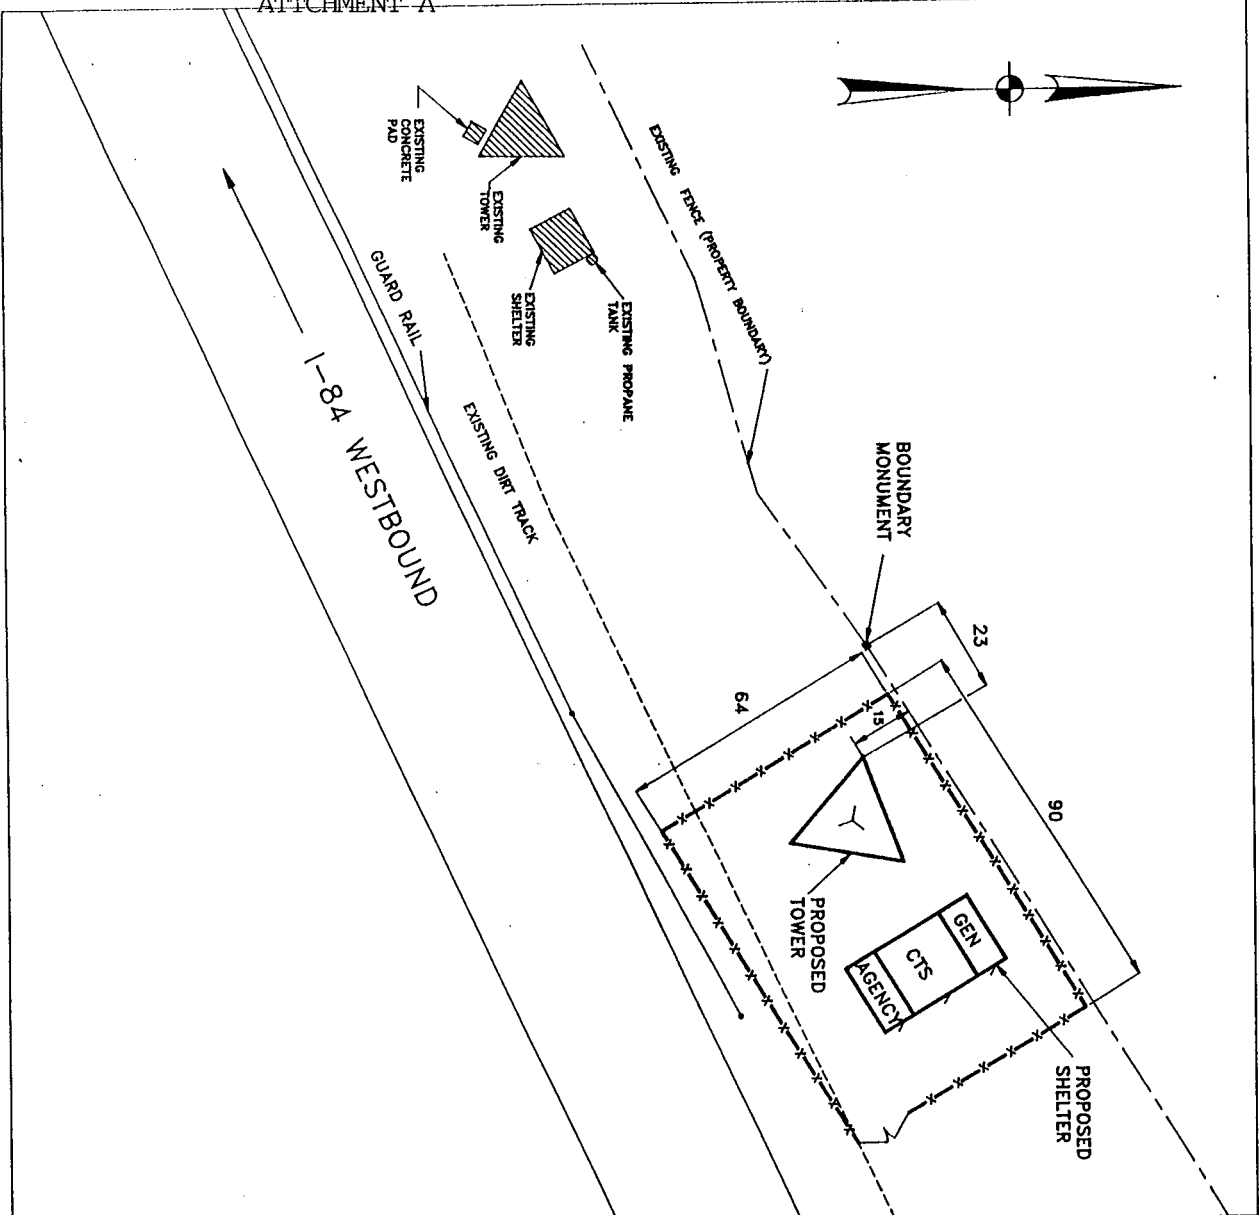 ATTCHMENT A
EXISTING
CONCRETE
PAD
EXISTING
TOWER
EXISTING
SHELTER
EXISTING PROPANE
TANK
EXISTING FENCE (PROPERTY BOUNDARY)
GUARD RAIL
EXISTING DIRT TRACK
I-84 WESTBOUND
BOUNDARY
MONUMENT
23
64
15
90
PROPOSED
TOWER
GEN
CTS
AGENCY
PROPOSED
SHELTER